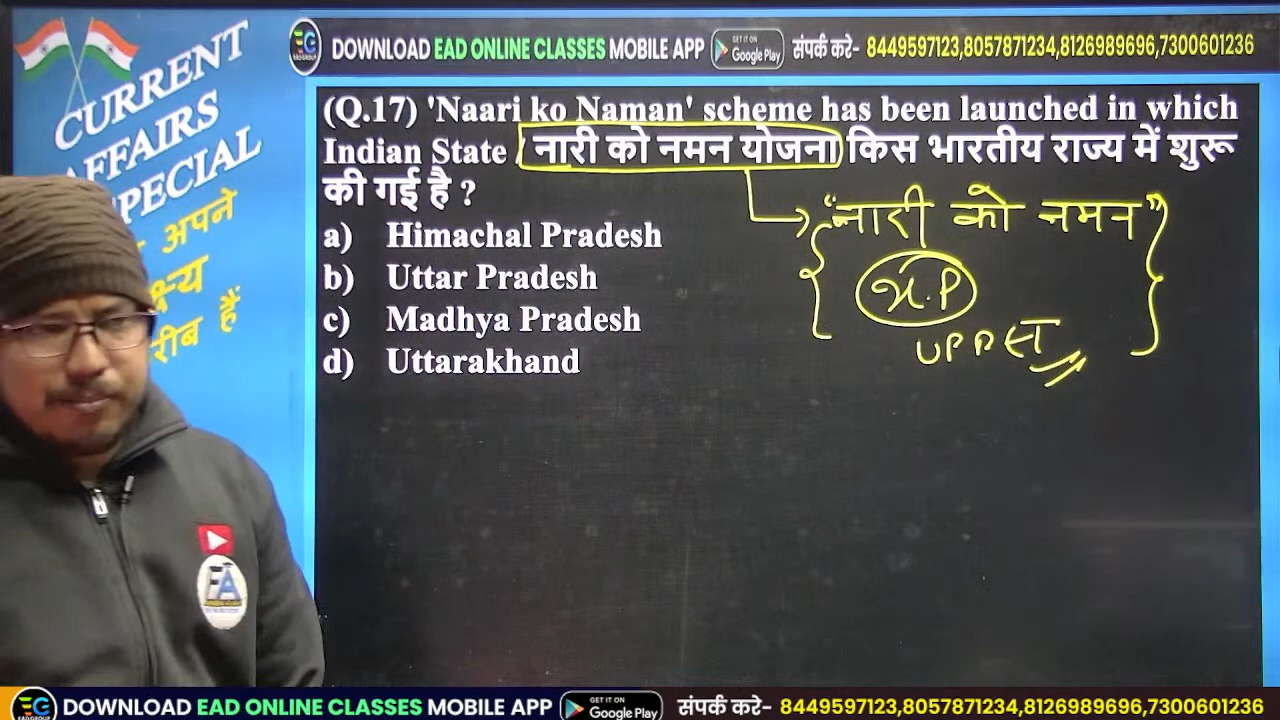 DOWNLOAD EAD ONLINE CLASSES MOBILE APP GET IT ON Google Play संपर्क करे- 8449597123,8057871234,8126989696,7300601236
CURRENT
AFFAIRS
SPECIAL
अपने
रीब हैं
(Q.17) 'Naari ko Naman' scheme has been launched in which
Indian State / नारी को नमन योजना किस भारतीय राज्य में शुरू
की गई है ?
a) Himachal Pradesh
b) Uttar Pradesh
c) Madhya Pradesh
d) Uttarakhand
"नारी को नमन"
H.P
DOWNLOAD EAD ONLINE CLASSES MOBILE APP GET IT ON Google Play संपर्क करे- 8449597123,8057871234,8126989696,7300601236